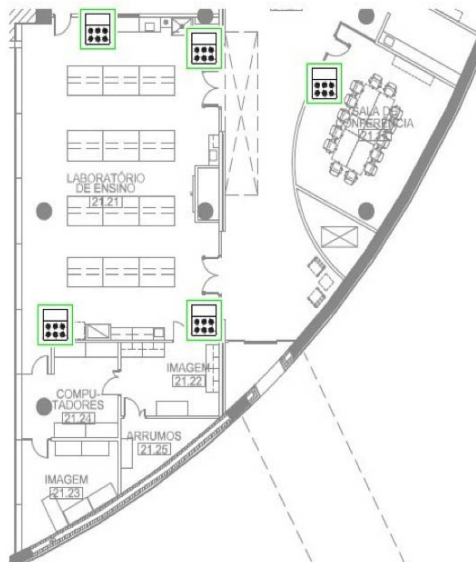 SALA DE
CONFERÊNCIA
LABORATÓRIO
DE ENSINO
21.21
IMAGEM
21.22
COMPU-
TADORES
21.24
ARRUMOS
21.25
IMAGEM
21.23